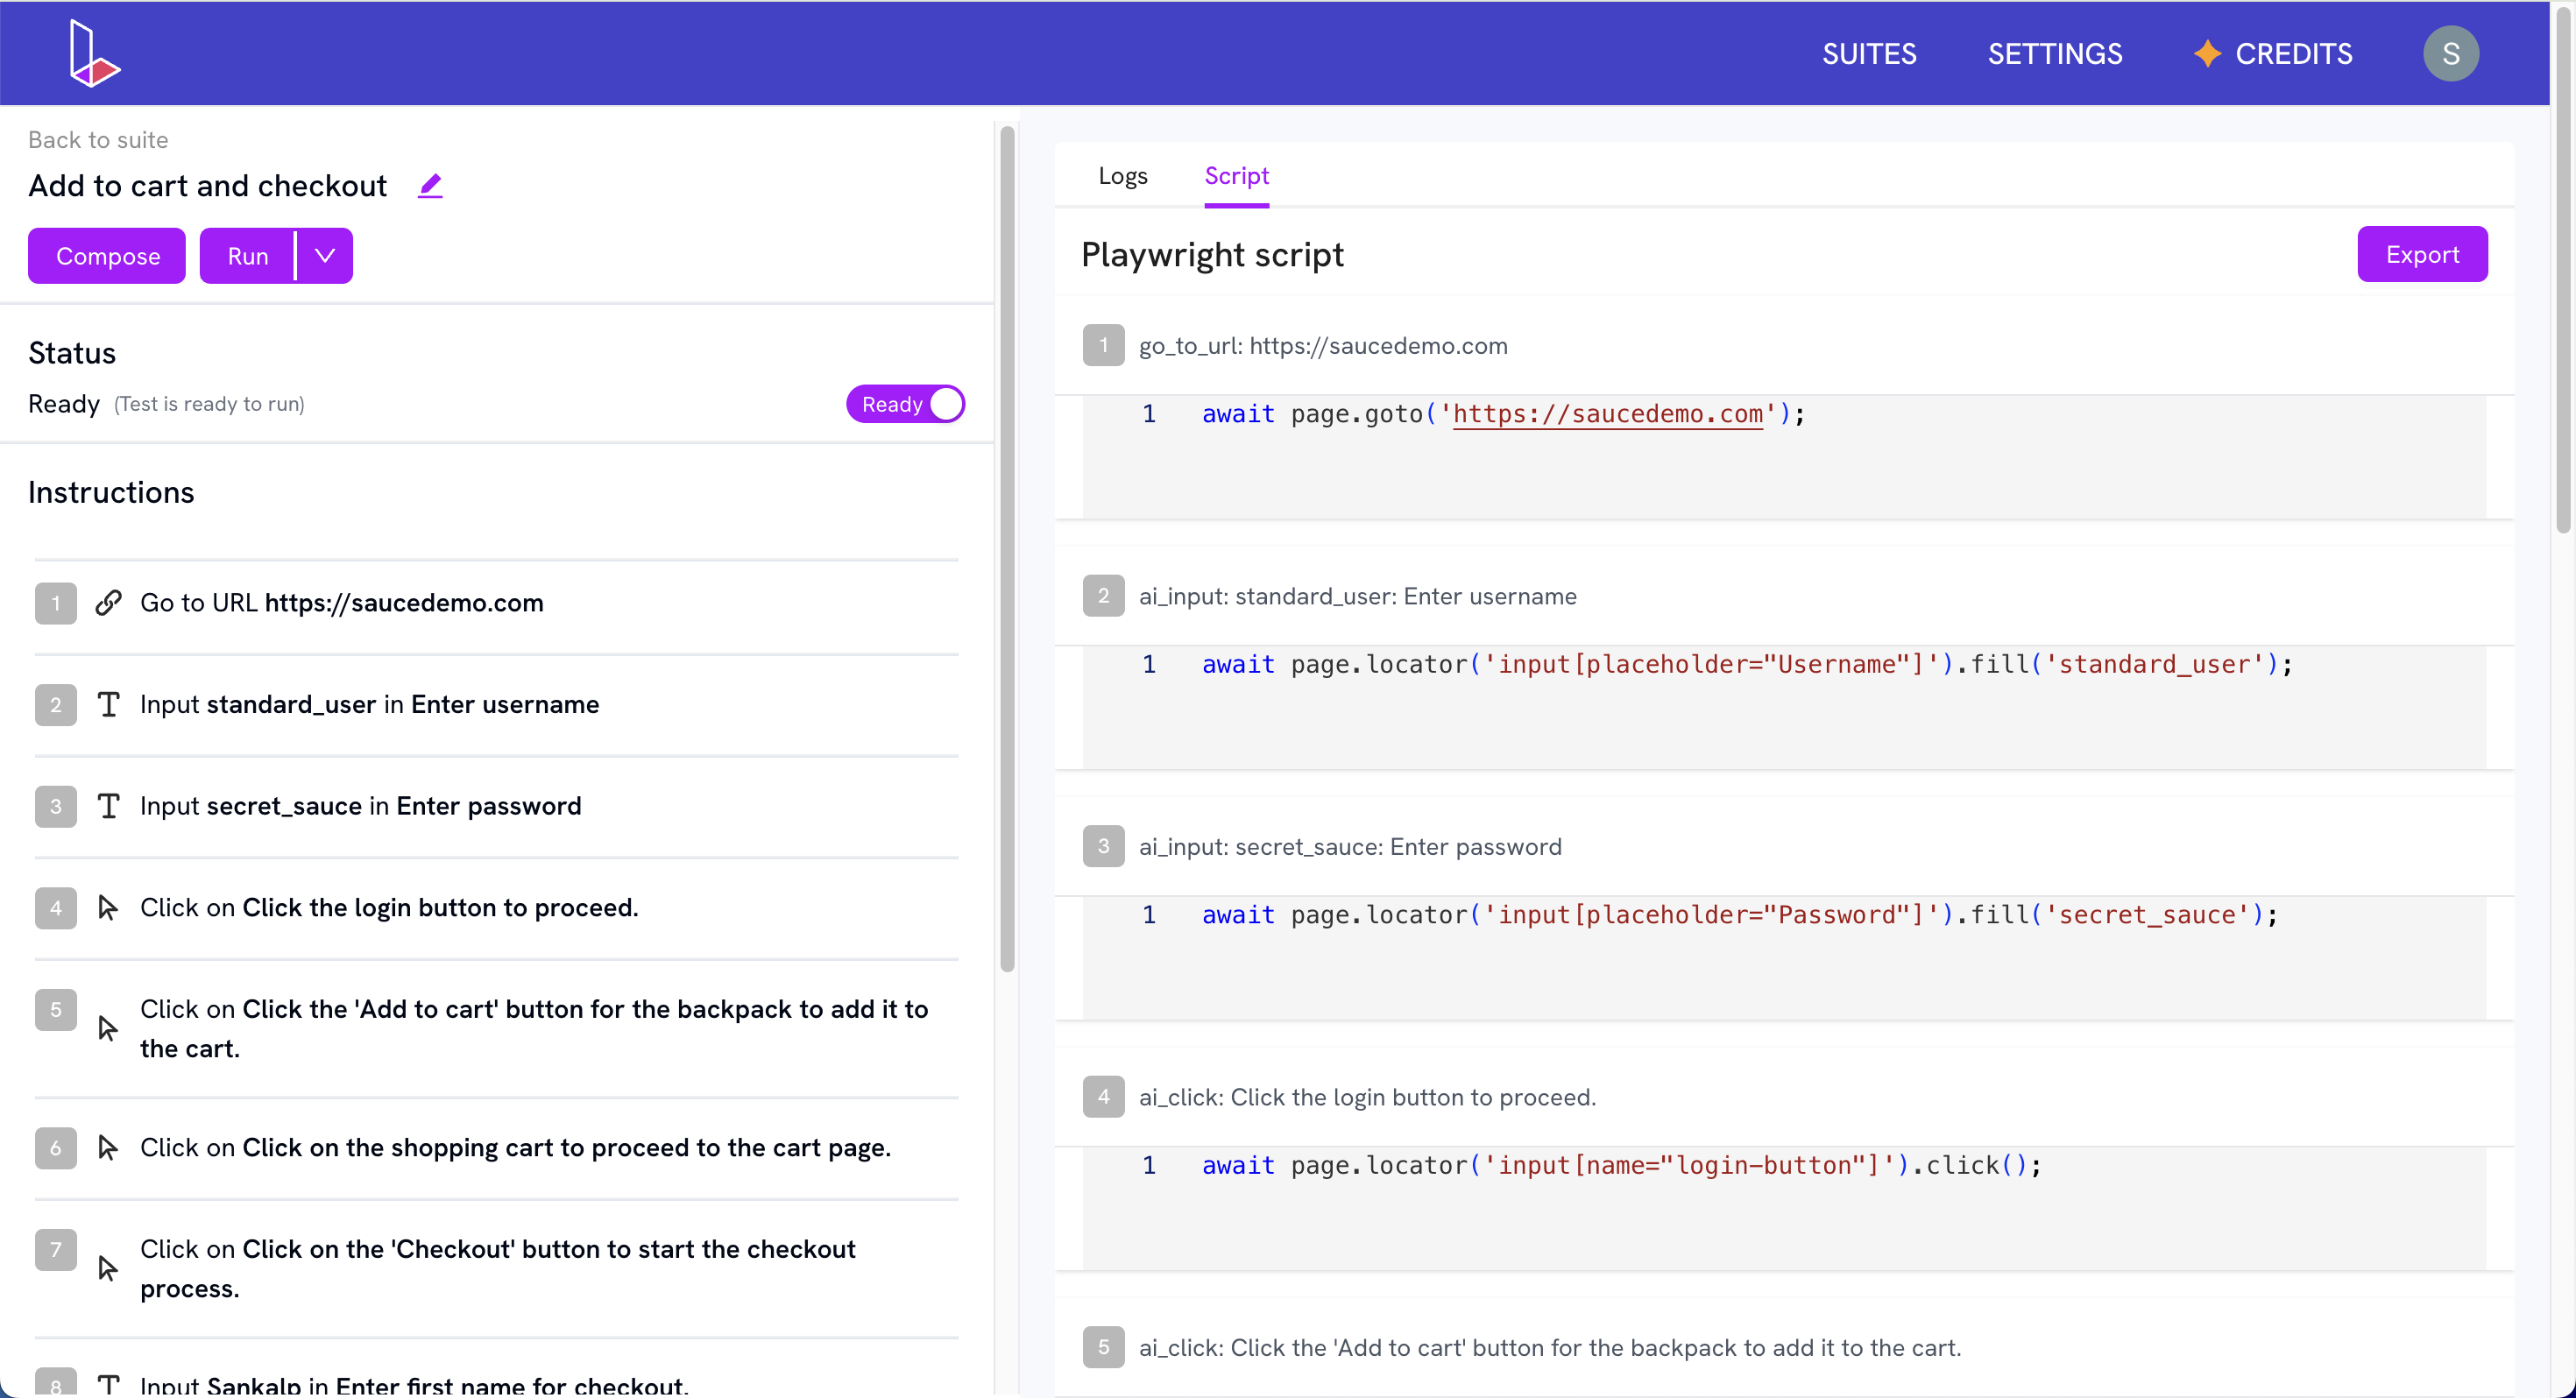 SUITES
SETTINGS
CREDITS
S
Back to suite
Add to cart and checkout
Compose
Run
Status
Ready (Test is ready to run)
Ready
Instructions
1 Go to URL https://saucedemo.com
2 Input standard_user in Enter username
3 Input secret_sauce in Enter password
4 Click on Click the login button to proceed.
5 Click on Click the 'Add to cart' button for the backpack to add it to
the cart.
6 Click on Click on the shopping cart to proceed to the cart page.
7 Click on Click on the 'Checkout' button to start the checkout
process.
8 Input Sankalp in Enter first name for checkout.
Logs
Script
Playwright script
Export
1 go_to_url: https://saucedemo.com
1 await page.goto('https://saucedemo.com');
2 ai_input: standard_user: Enter username
1 await page.locator('input[placeholder="Username"]').fill('standard_user');
3 ai_input: secret_sauce: Enter password
1 await page.locator('input[placeholder="Password"]').fill('secret_sauce');
4 ai_click: Click the login button to proceed.
1 await page.locator('input[name="login-button"]').click();
5 ai_click: Click the 'Add to cart' button for the backpack to add it to the cart.